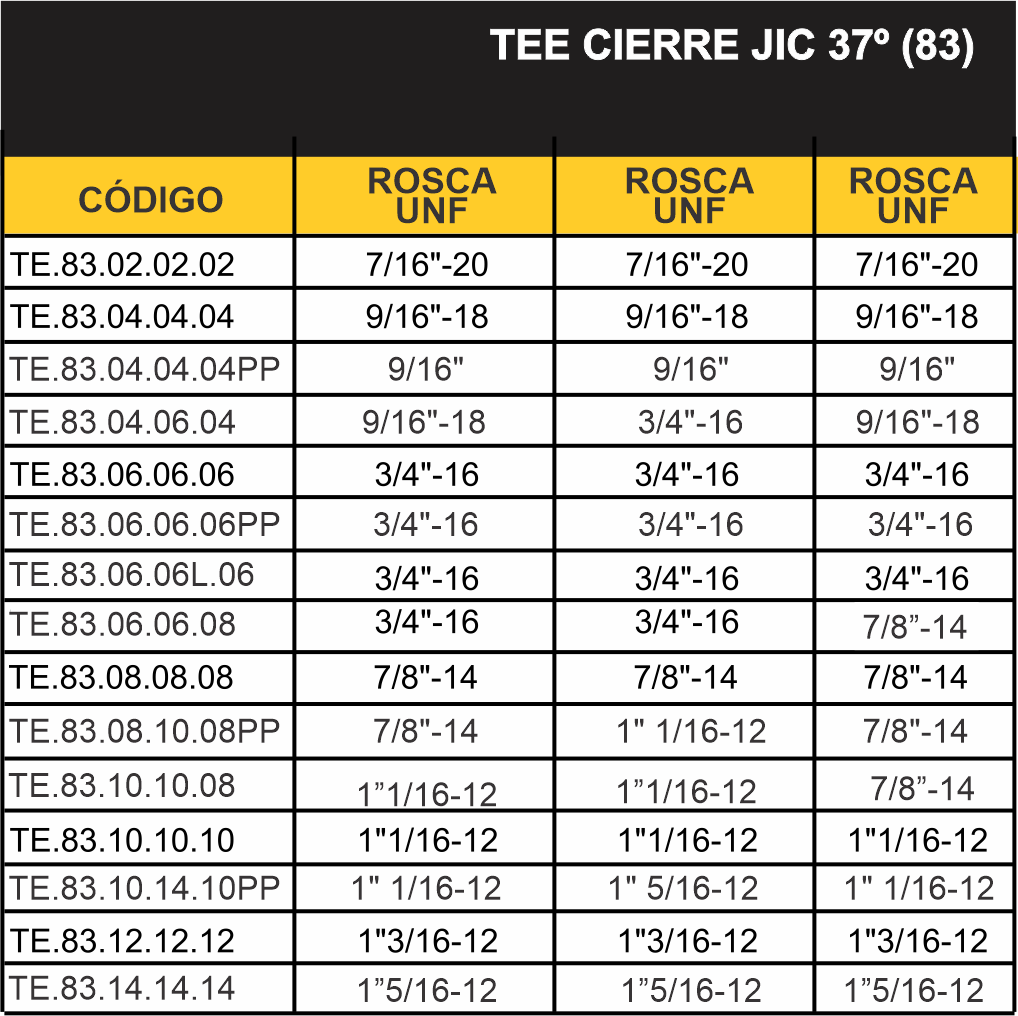 TEE CIERRE JIC 37º (83)
CÓDIGO ROSCA UNF ROSCA UNF ROSCA UNF
TE.83.02.02.02 7/16"-20 7/16"-20 7/16"-20
TE.83.04.04.04 9/16"-18 9/16"-18 9/16"-18
TE.83.04.04.04PP 9/16" 9/16" 9/16"
TE.83.04.06.04 9/16"-18 3/4"-16 9/16"-18
TE.83.06.06.06 3/4"-16 3/4"-16 3/4"-16
TE.83.06.06.06PP 3/4"-16 3/4"-16 3/4"-16
TE.83.06.06L.06 3/4"-16 3/4"-16 3/4"-16
TE.83.06.06.08 3/4"-16 3/4"-16 7/8”-14
TE.83.08.08.08 7/8"-14 7/8"-14 7/8"-14
TE.83.08.10.08PP 7/8"-14 1" 1/16-12 7/8"-14
TE.83.10.10.08 1”1/16-12 1”1/16-12 7/8”-14
TE.83.10.10.10 1"1/16-12 1"1/16-12 1"1/16-12
TE.83.10.14.10PP 1" 1/16-12 1" 5/16-12 1" 1/16-12
TE.83.12.12.12 1"3/16-12 1"3/16-12 1"3/16-12
TE.83.14.14.14 1”5/16-12 1”5/16-12 1”5/16-12